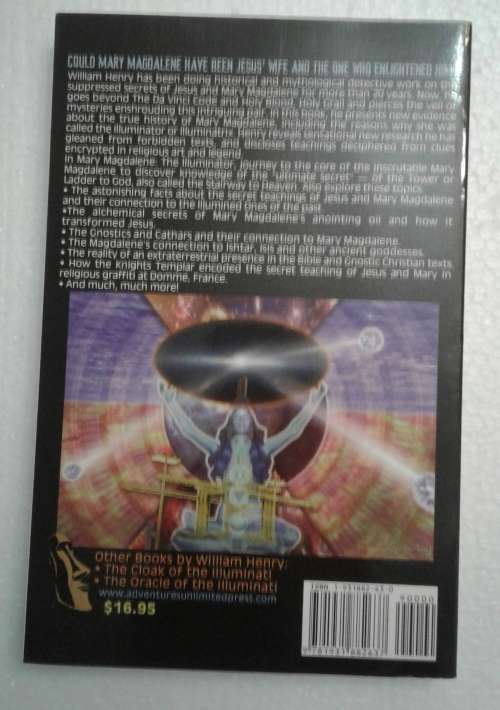 COULD MARY MAGDALENE HAVE BEEN JESUS' WIFE AND THE ONE WHO ENLIGHTENED HIM?
William Henry has been doing historical and mythological detective work on the
suppressed secrets of Jesus and Mary Magdalene for more than 20 years. Now he
goes beyond The Da Vinci Code and Holy Blood, Holy Grail and pierces the veil of
mysteries enshrouding this intriguing pair. In this book, he presents new evidence
about the true history of Mary Magdalene, including the reasons why she was
called the Illuminator or Illuminatrix. Henry reveals sensational research he has
gleaned from forbidden texts, and discloses teachings deciphered from clues
encrypted in religious art and legend.
In Mary Magdalene: The Illuminator, journey to the core of the inscrutable Mary
Magdalene to discover knowledge of the "ultimate secret" — of the Tower or
Ladder to God, also called the Stairway to Heaven. Also explore these topics:
• The astonishing facts about the secret teachings of Jesus and Mary Magdalene
and their connection to the Illuminated Ones of the past.
•The alchemical secrets of Mary Magdalene's anointing oil and how it
transformed Jesus.
• The Gnostics and Cathars and their connection to Mary Magdalene.
• The Magdalene's connection to Ishtar, Isis and other ancient goddesses.
• The reality of an extraterrestrial presence in the Bible and Gnostic Christian texts.
• How the Knights Templar encoded the secret teaching of Jesus and Mary in
religious graffiti at Domme, France.
• And much, much more!
Other Books by William Henry:
• The Cloak of the Illuminati
• The Oracle of the Illuminati
www.adventuresunlimitedpress.com
$16.95
ISBN 1-931882-43-0
90000